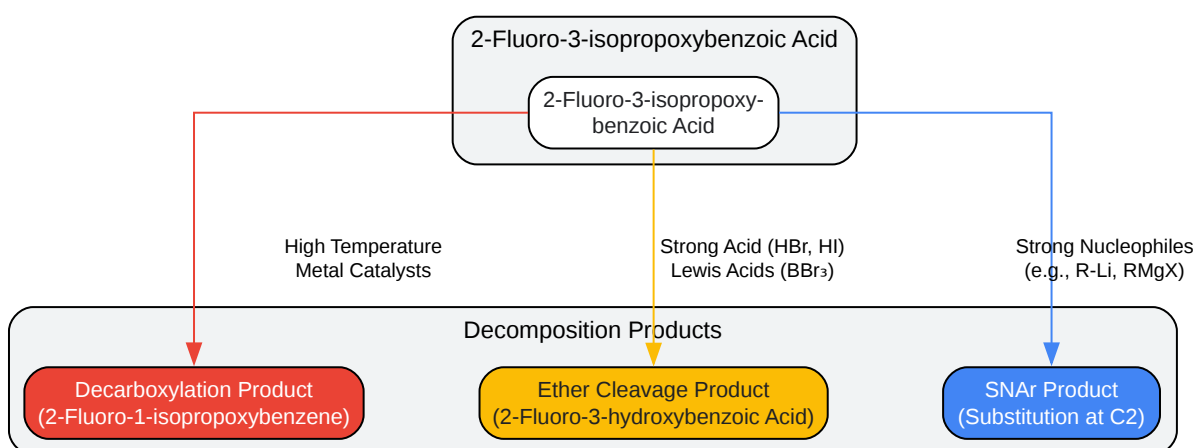 2-Fluoro-3-isopropoxybenzoic Acid
2-Fluoro-3-isopropoxy-
benzoic Acid
High Temperature
Metal Catalysts
Strong Acid (HBr, HI)
Lewis Acids (BBr₃)
Strong Nucleophiles
(e.g., R-Li, RMgX)
Decomposition Products
Decarboxylation Product
(2-Fluoro-1-isopropoxybenzene)
Ether Cleavage Product
(2-Fluoro-3-hydroxybenzoic Acid)
SNAr Product
(Substitution at C2)